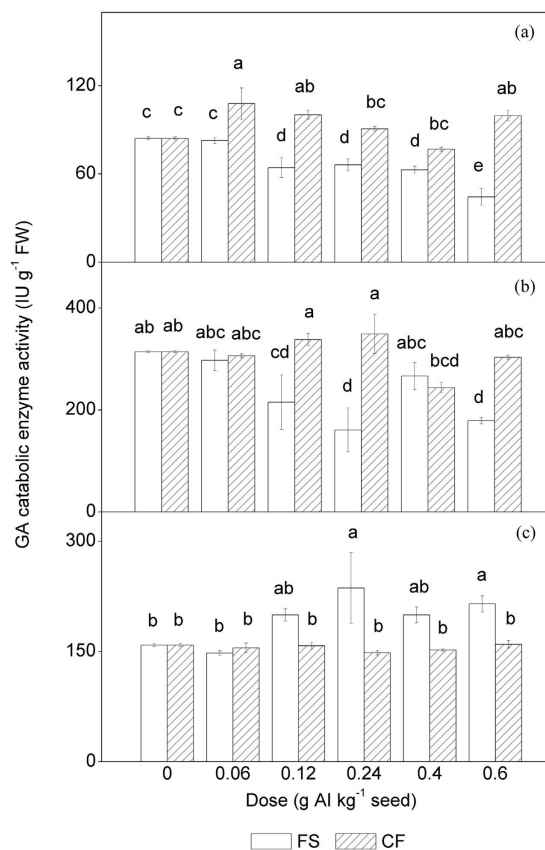 GA catabolic enzyme activity (IU g⁻¹ FW)
(a)
120
60
0
c c c a d ab d bc d bc e ab
(b)
400
200
0
ab ab abc abc cd a d a abc bcd d abc
(c)
300
150
0
b b b b ab b a b ab b a b
0 0.06 0.12 0.24 0.4 0.6
Dose (g AI kg⁻¹ seed)
FS CF